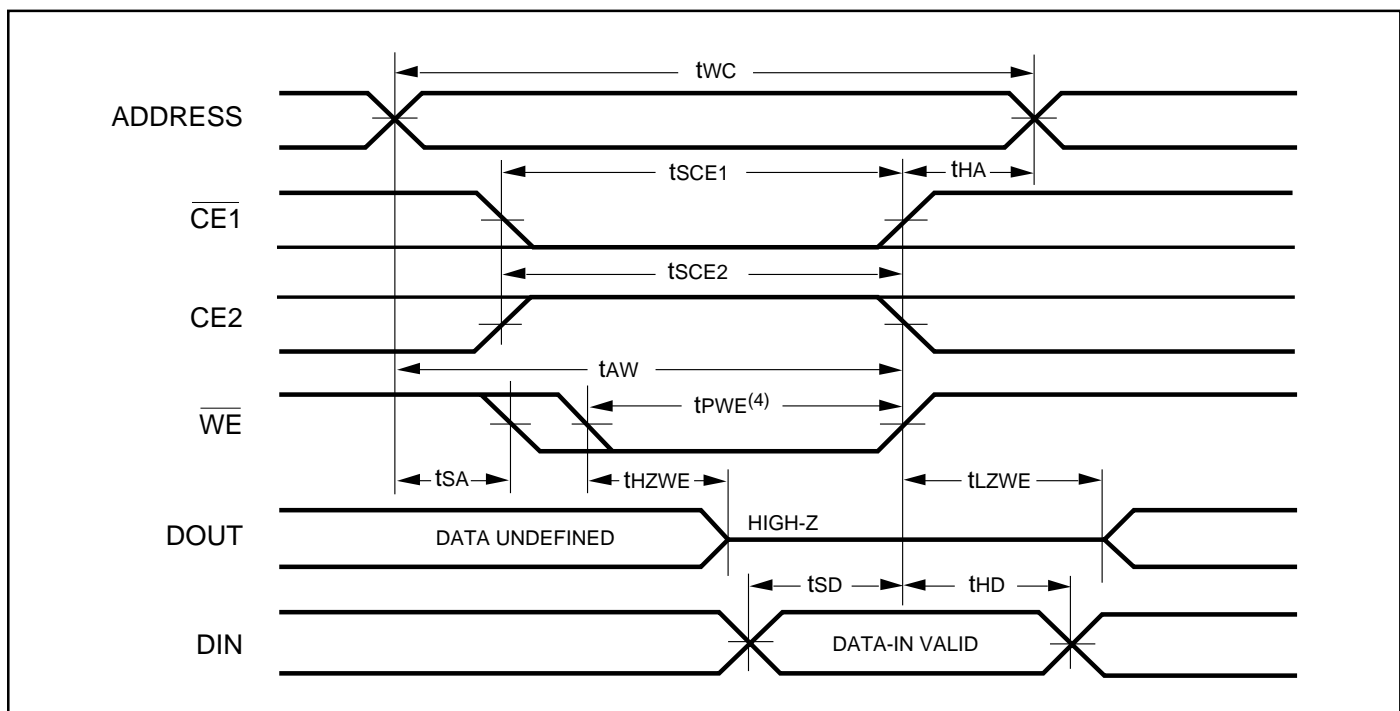 tWC
ADDRESS
tSCE1
tHA
CE1
tSCE2
CE2
tAW
WE
tPWE(4)
tSA
tHZWE
tLZWE
DOUT
DATA UNDEFINED
HIGH-Z
tSD
tHD
DIN
DATA-IN VALID